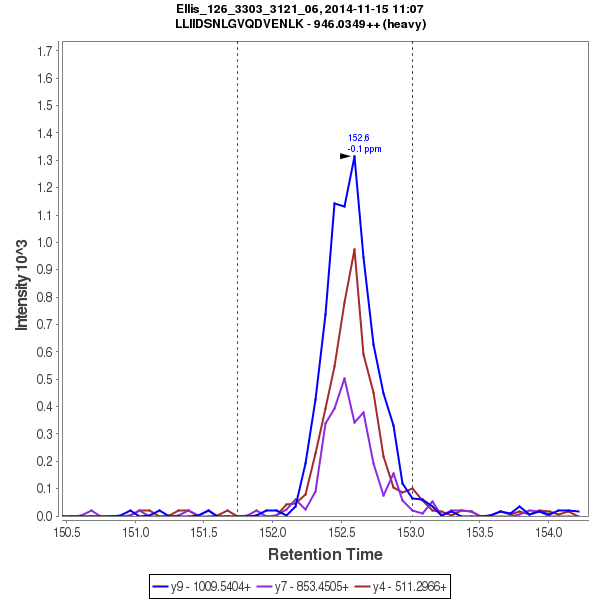 Ellis_126_3303_3121_06, 2014-11-15 11:07
LLIIDSNLGVQDVENLK - 946.0349++ (heavy)
1.7
1.6
1.5
1.4
1.3
1.2
1.1
1.0
0.9
0.8
0.7
0.6
0.5
0.4
0.3
0.2
0.1
0.0
Intensity 10^3
152.6
-0.1 ppm
150.5 151.0 151.5 152.0 152.5 153.0 153.5 154.0
Retention Time
y9 - 1009.5404+ y7 - 853.4505+ y4 - 511.2966+